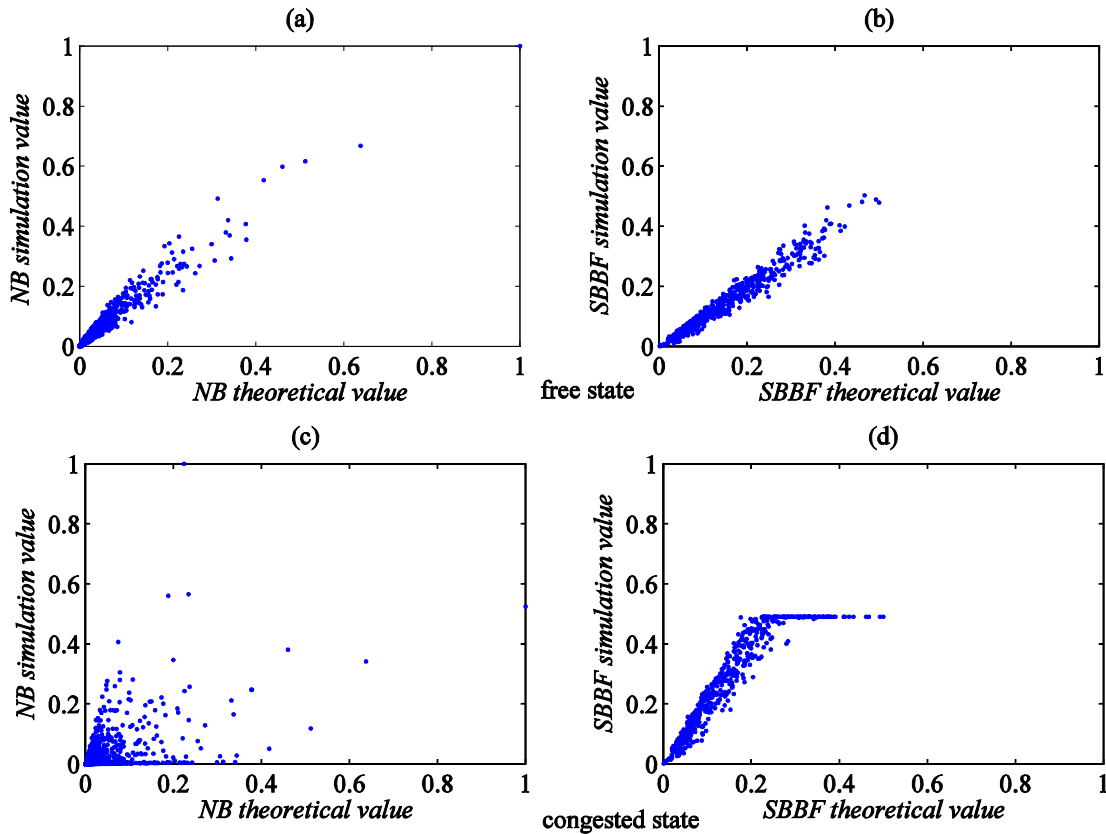 (a)
1
0.8
0.6
0.4
0.2
0
NB simulation value
0 0.2 0.4 0.6 0.8 1
NB theoretical value
(b)
1
0.8
0.6
0.4
0.2
0
SBBF simulation value
0 0.2 0.4 0.6 0.8 1
SBBF theoretical value
free state
(c)
1
0.8
0.6
0.4
0.2
0
NB simulation value
0 0.2 0.4 0.6 0.8 1
NB theoretical value
(d)
1
0.8
0.6
0.4
0.2
0
SBBF simulation value
0 0.2 0.4 0.6 0.8 1
SBBF theoretical value
congested state